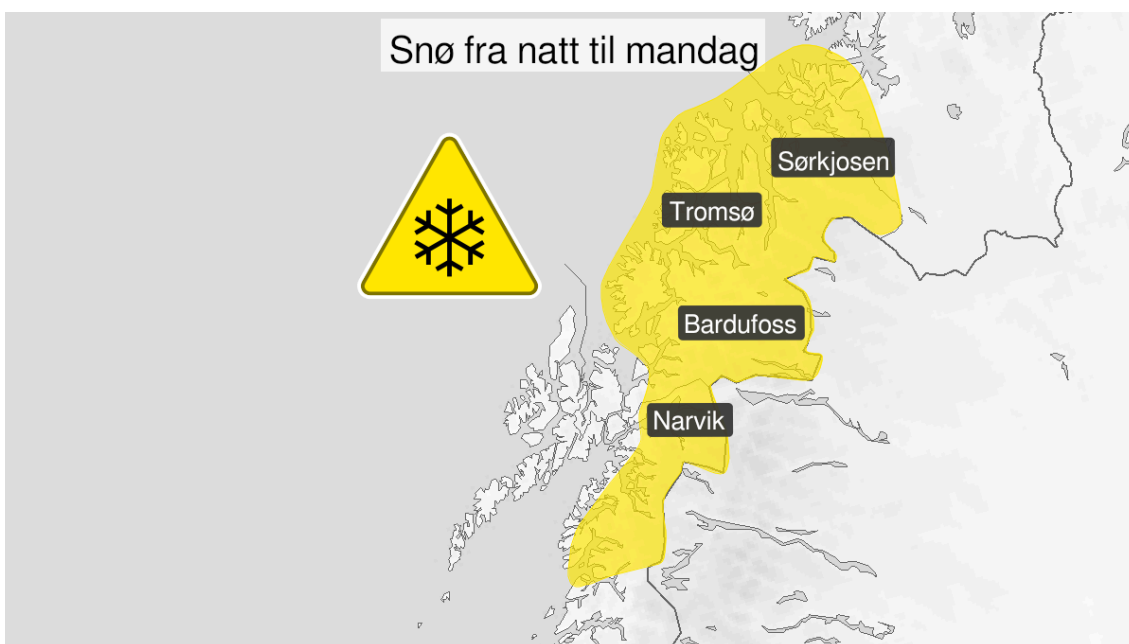 Snø fra natt til mandag
Sørkjosen
Tromsø
Bardufoss
Narvik